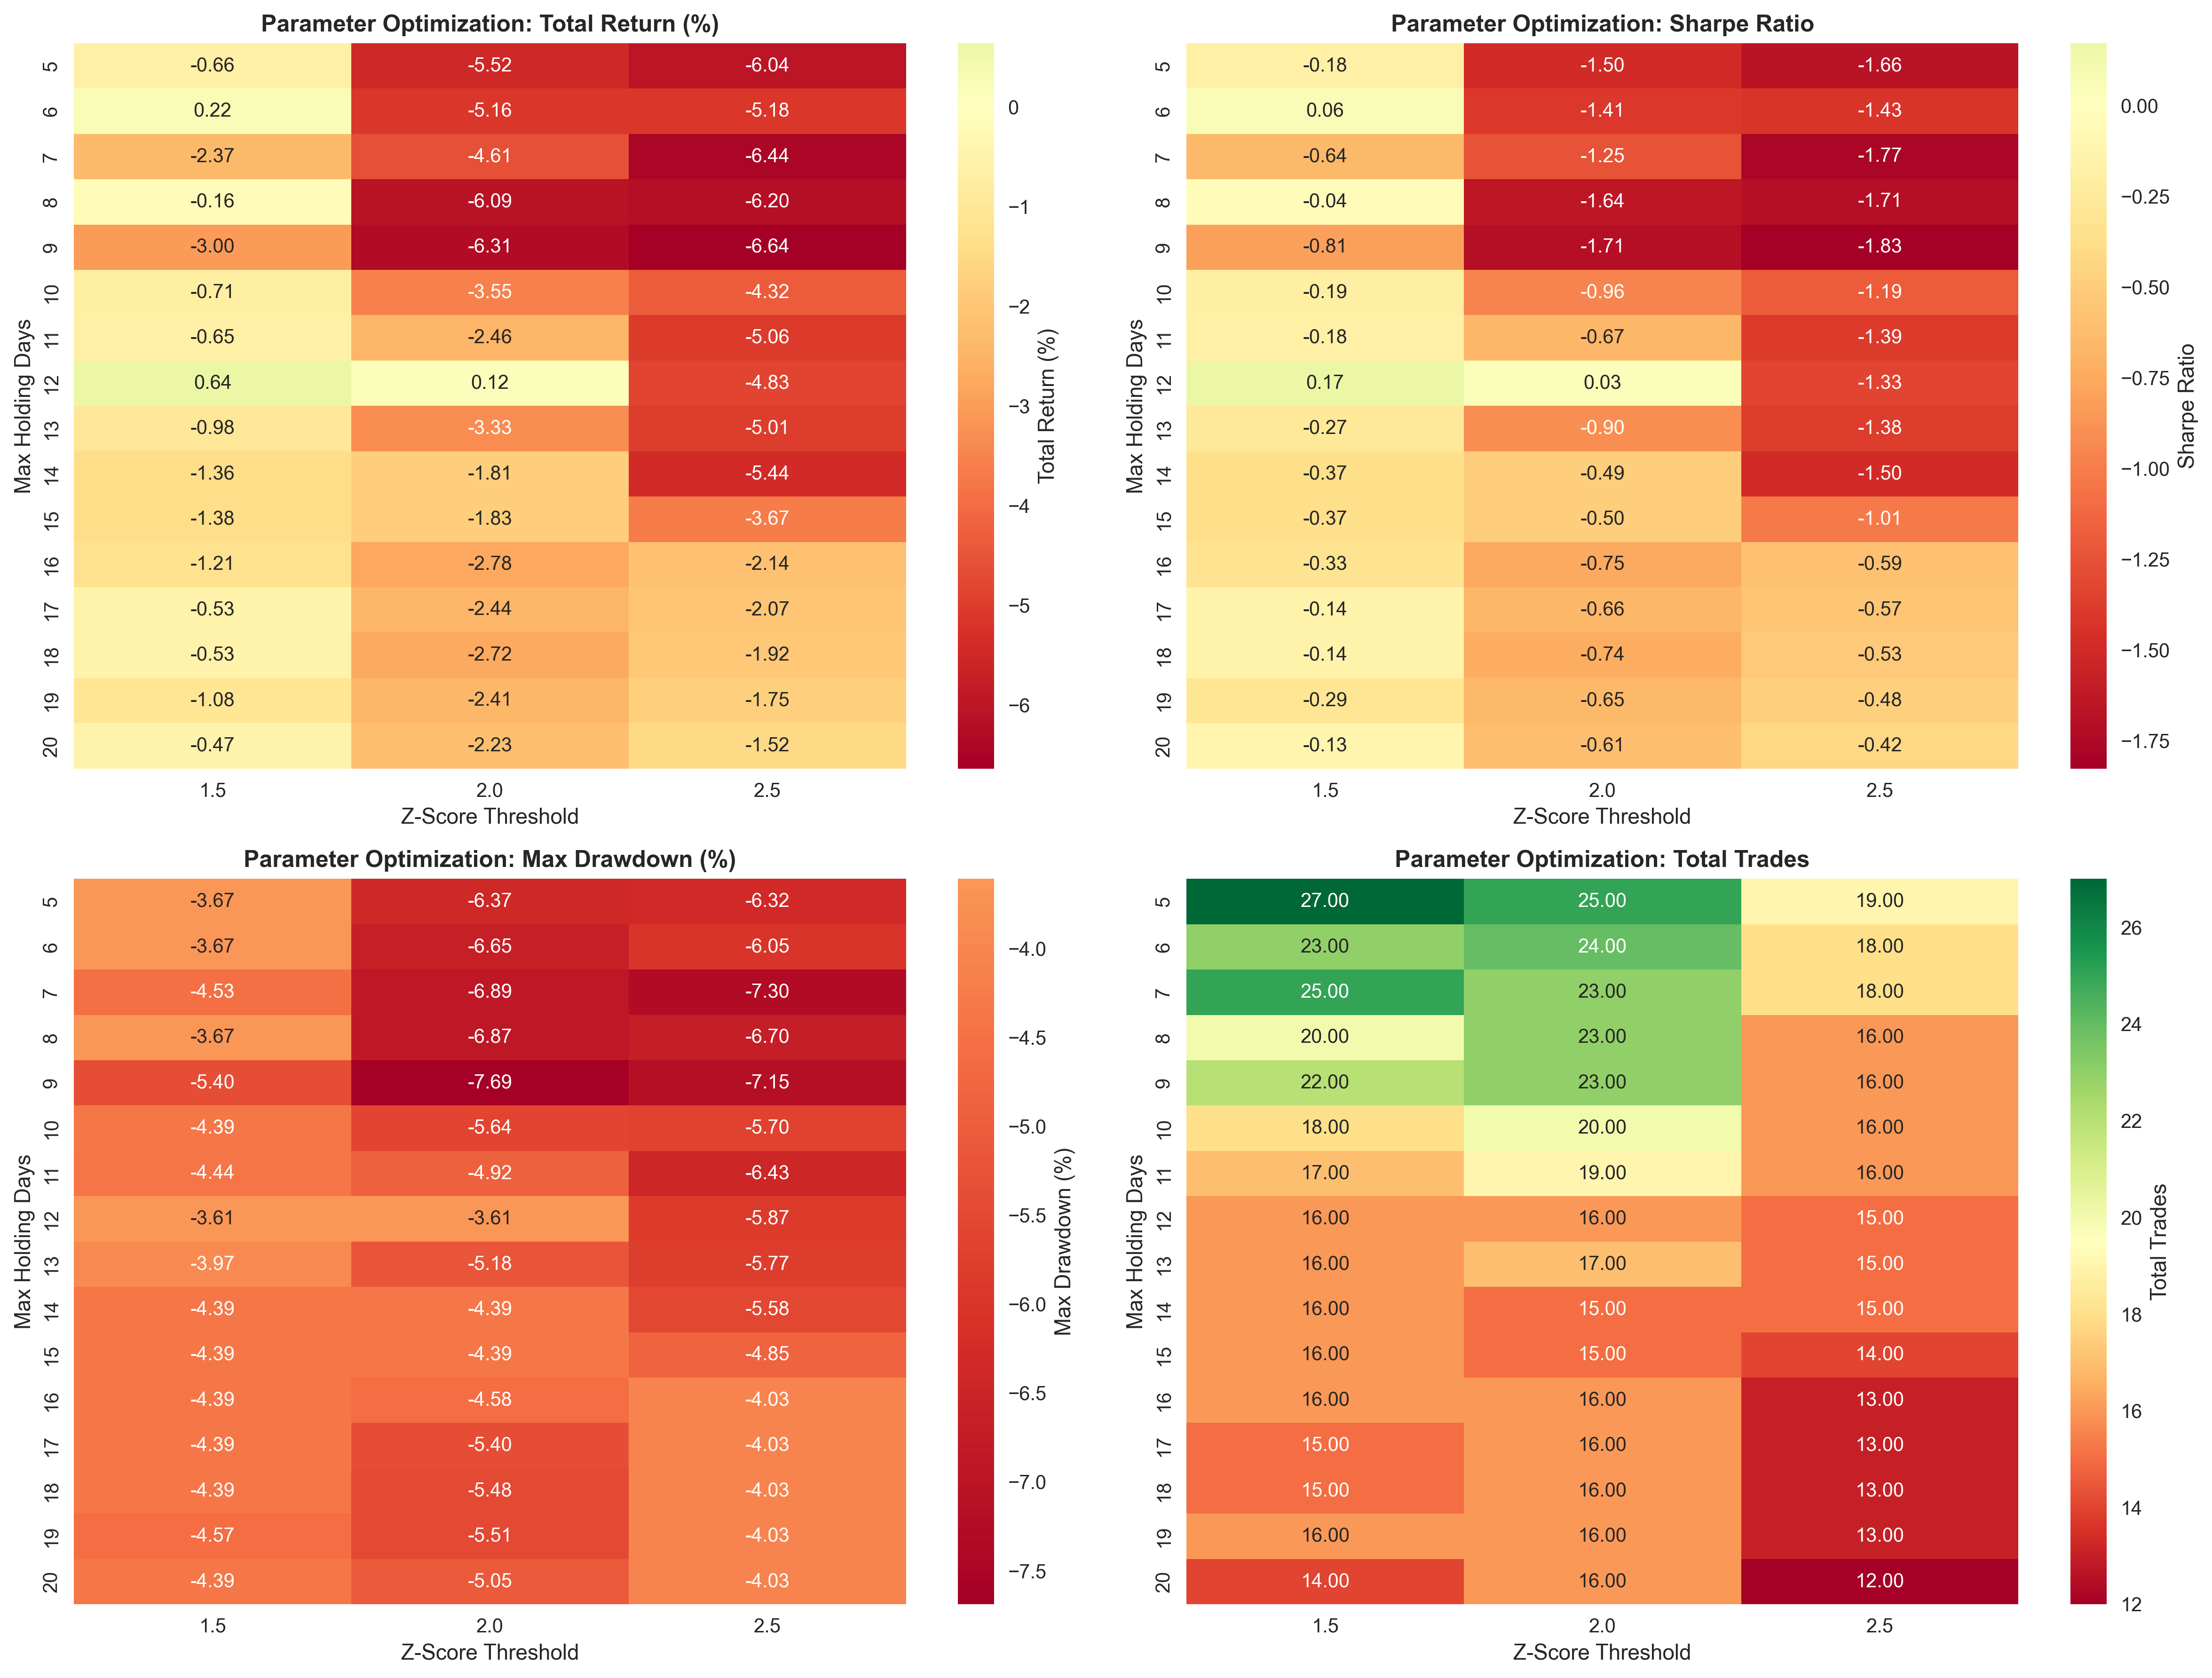 Parameter Optimization: Total Return (%)
5 -0.66 -5.52 -6.04
6 0.22 -5.16 -5.18
7 -2.37 -4.61 -6.44
8 -0.16 -6.09 -6.20
9 -3.00 -6.31 -6.64
10 -0.71 -3.55 -4.32
11 -0.65 -2.46 -5.06
12 0.64 0.12 -4.83
13 -0.98 -3.33 -5.01
14 -1.36 -1.81 -5.44
15 -1.38 -1.83 -3.67
16 -1.21 -2.78 -2.14
17 -0.53 -2.44 -2.07
18 -0.53 -2.72 -1.92
19 -1.08 -2.41 -1.75
20 -0.47 -2.23 -1.52
Max Holding Days
1.5 2.0 2.5
Z-Score Threshold
0
−1
−2
−3
−4
−5
−6
Total Return (%)
Parameter Optimization: Sharpe Ratio
5 -0.18 -1.50 -1.66
6 0.06 -1.41 -1.43
7 -0.64 -1.25 -1.77
8 -0.04 -1.64 -1.71
9 -0.81 -1.71 -1.83
10 -0.19 -0.96 -1.19
11 -0.18 -0.67 -1.39
12 0.17 0.03 -1.33
13 -0.27 -0.90 -1.38
14 -0.37 -0.49 -1.50
15 -0.37 -0.50 -1.01
16 -0.33 -0.75 -0.59
17 -0.14 -0.66 -0.57
18 -0.14 -0.74 -0.53
19 -0.29 -0.65 -0.48
20 -0.13 -0.61 -0.42
Max Holding Days
1.5 2.0 2.5
Z-Score Threshold
0.00
−0.25
−0.50
−0.75
−1.00
−1.25
−1.50
−1.75
Sharpe Ratio
Parameter Optimization: Max Drawdown (%)
5 -3.67 -6.37 -6.32
6 -3.67 -6.65 -6.05
7 -4.53 -6.89 -7.30
8 -3.67 -6.87 -6.70
9 -5.40 -7.69 -7.15
10 -4.39 -5.64 -5.70
11 -4.44 -4.92 -6.43
12 -3.61 -3.61 -5.87
13 -3.97 -5.18 -5.77
14 -4.39 -4.39 -5.58
15 -4.39 -4.39 -4.85
16 -4.39 -4.58 -4.03
17 -4.39 -5.40 -4.03
18 -4.39 -5.48 -4.03
19 -4.57 -5.51 -4.03
20 -4.39 -5.05 -4.03
Max Holding Days
1.5 2.0 2.5
Z-Score Threshold
−4.0
−4.5
−5.0
−5.5
−6.0
−6.5
−7.0
−7.5
Max Drawdown (%)
Parameter Optimization: Total Trades
5 27.00 25.00 19.00
6 23.00 24.00 18.00
7 25.00 23.00 18.00
8 20.00 23.00 16.00
9 22.00 23.00 16.00
10 18.00 20.00 16.00
11 17.00 19.00 16.00
12 16.00 16.00 15.00
13 16.00 17.00 15.00
14 16.00 15.00 15.00
15 16.00 15.00 14.00
16 16.00 16.00 13.00
17 15.00 16.00 13.00
18 15.00 16.00 13.00
19 16.00 16.00 13.00
20 14.00 16.00 12.00
Max Holding Days
1.5 2.0 2.5
Z-Score Threshold
26
24
22
20
18
16
14
12
Total Trades